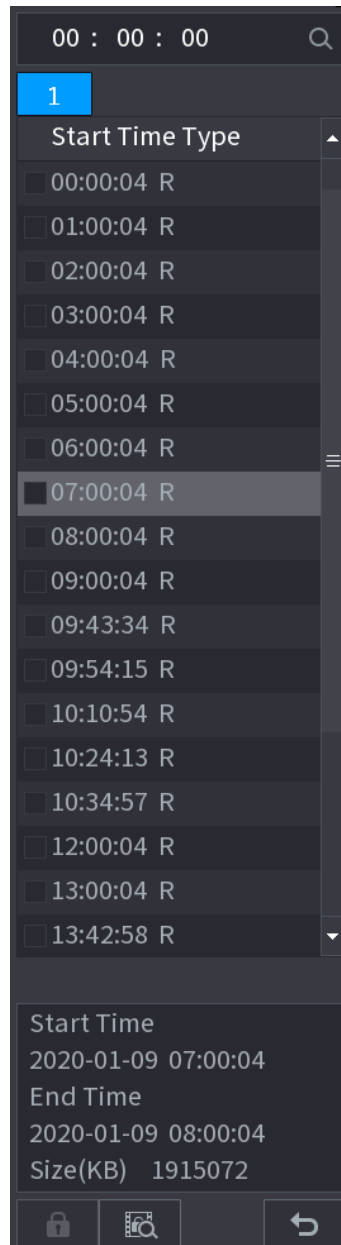 00 : 00 : 00
1
Start Time Type
00:00:04 R
01:00:04 R
02:00:04 R
03:00:04 R
04:00:04 R
05:00:04 R
06:00:04 R
07:00:04 R
08:00:04 R
09:00:04 R
09:43:34 R
09:54:15 R
10:10:54 R
10:24:13 R
10:34:57 R
12:00:04 R
13:00:04 R
13:42:58 R
Start Time
2020-01-09 07:00:04
End Time
2020-01-09 08:00:04
Size(KB) 1915072